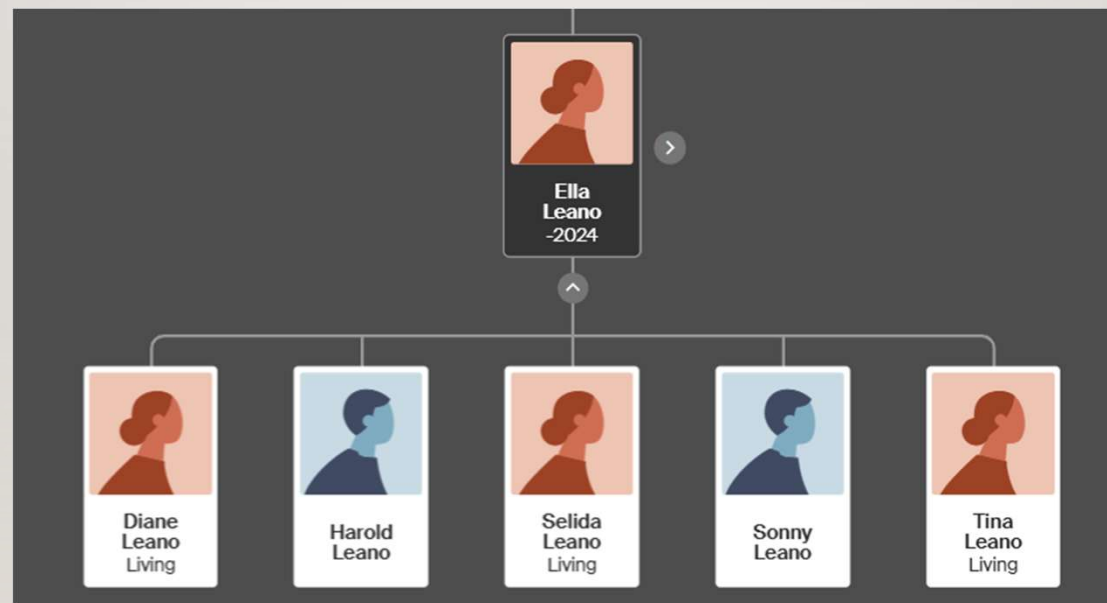 Ella
Leano
-2024
Diane
Leano
Living
Harold
Leano
Selida
Leano
Living
Sonny
Leano
Tina
Leano
Living